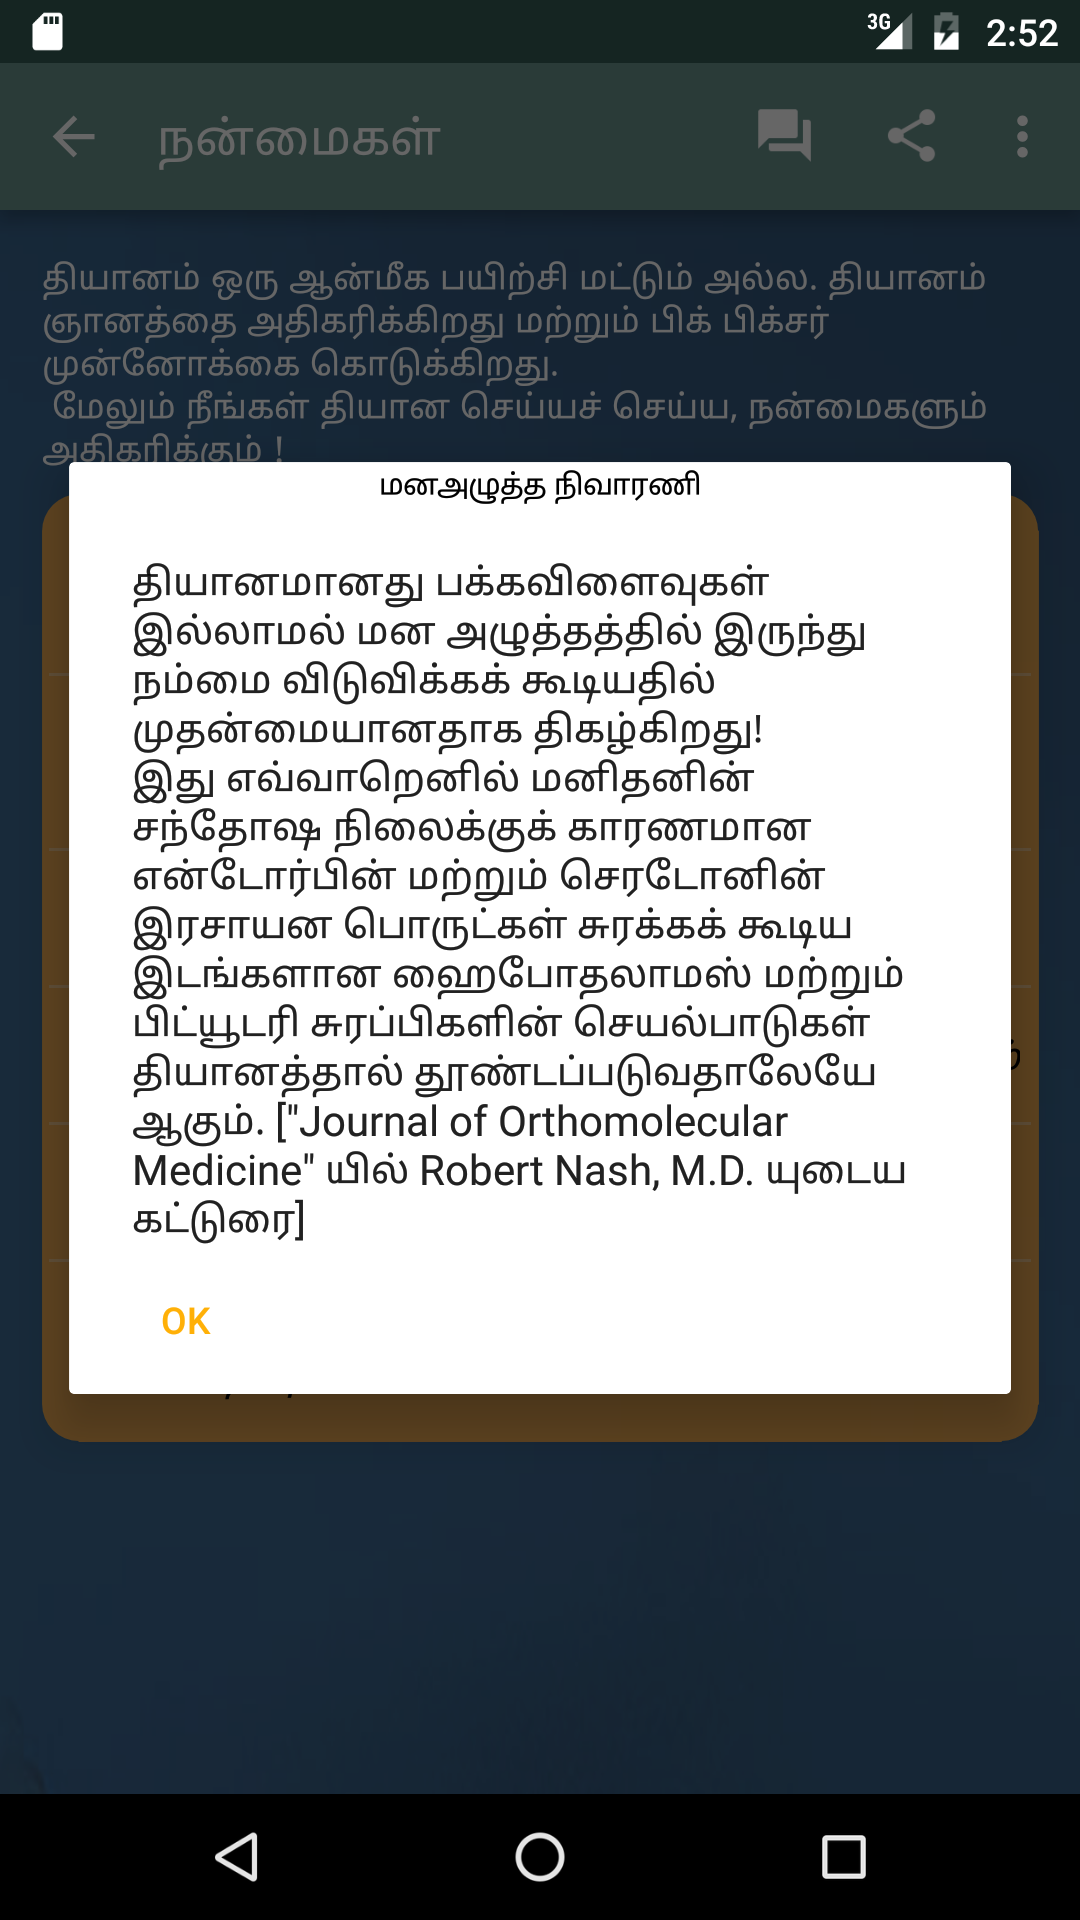 3G 2:52
நன்மைகள்
தியானம் ஒரு ஆன்மீக பயிற்சி மட்டும் அல்ல. தியானம்
ஞானத்தை அதிகரிக்கிறது மற்றும் பிக் பிக்சர்
முன்னோக்கை கொடுக்கிறது.
மேலும் நீங்கள் தியான செய்யச் செய்ய, நன்மைகளும்
அதிகரிக்கும் !
மனஅழுத்த நிவாரணி
தியானமானது பக்கவிளைவுகள்
இல்லாமல் மன அழுத்தத்தில் இருந்து
நம்மை விடுவிக்கக் கூடியதில்
முதன்மையானதாக திகழ்கிறது!
இது எவ்வாறெனில் மனிதனின்
சந்தோஷ நிலைக்குக் காரணமான
என்டோர்பின் மற்றும் செரடோனின்
இரசாயன பொருட்கள் சுரக்கக் கூடிய
இடங்களான ஹைபோதலாமஸ் மற்றும்
பிட்யூடரி சுரப்பிகளின் செயல்பாடுகள்
தியானத்தால் தூண்டப்படுவதாலேயே
ஆகும். ["Journal of Orthomolecular
Medicine" யில் Robert Nash, M.D. யுடைய
கட்டுரை]
OK